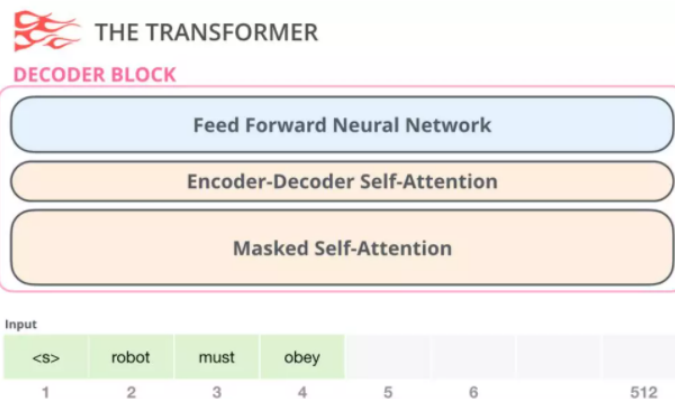 THE TRANSFORMER
DECODER BLOCK
Feed Forward Neural Network
Encoder-Decoder Self-Attention
Masked Self-Attention
Input
<s> robot must obey
1 2 3 4 5 6 512